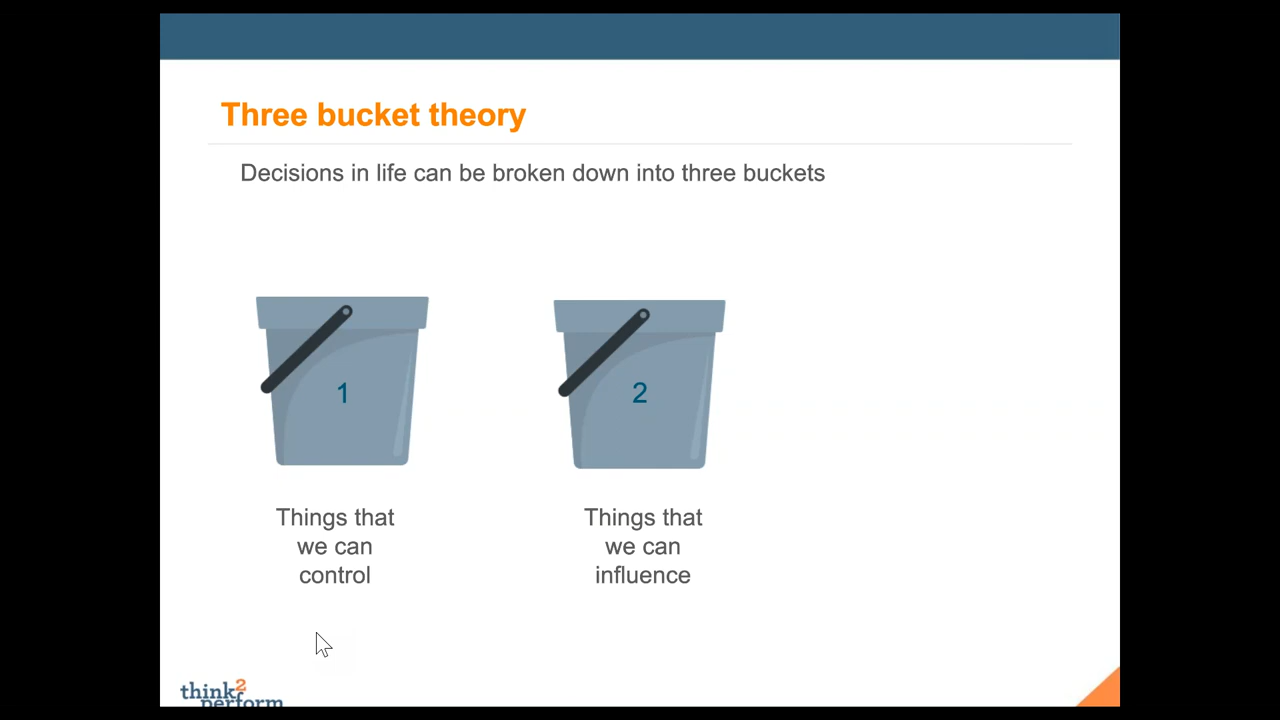 Three bucket theory
Decisions in life can be broken down into three buckets
1
2
Things that
we can
control
Things that
we can
influence
think2
perform